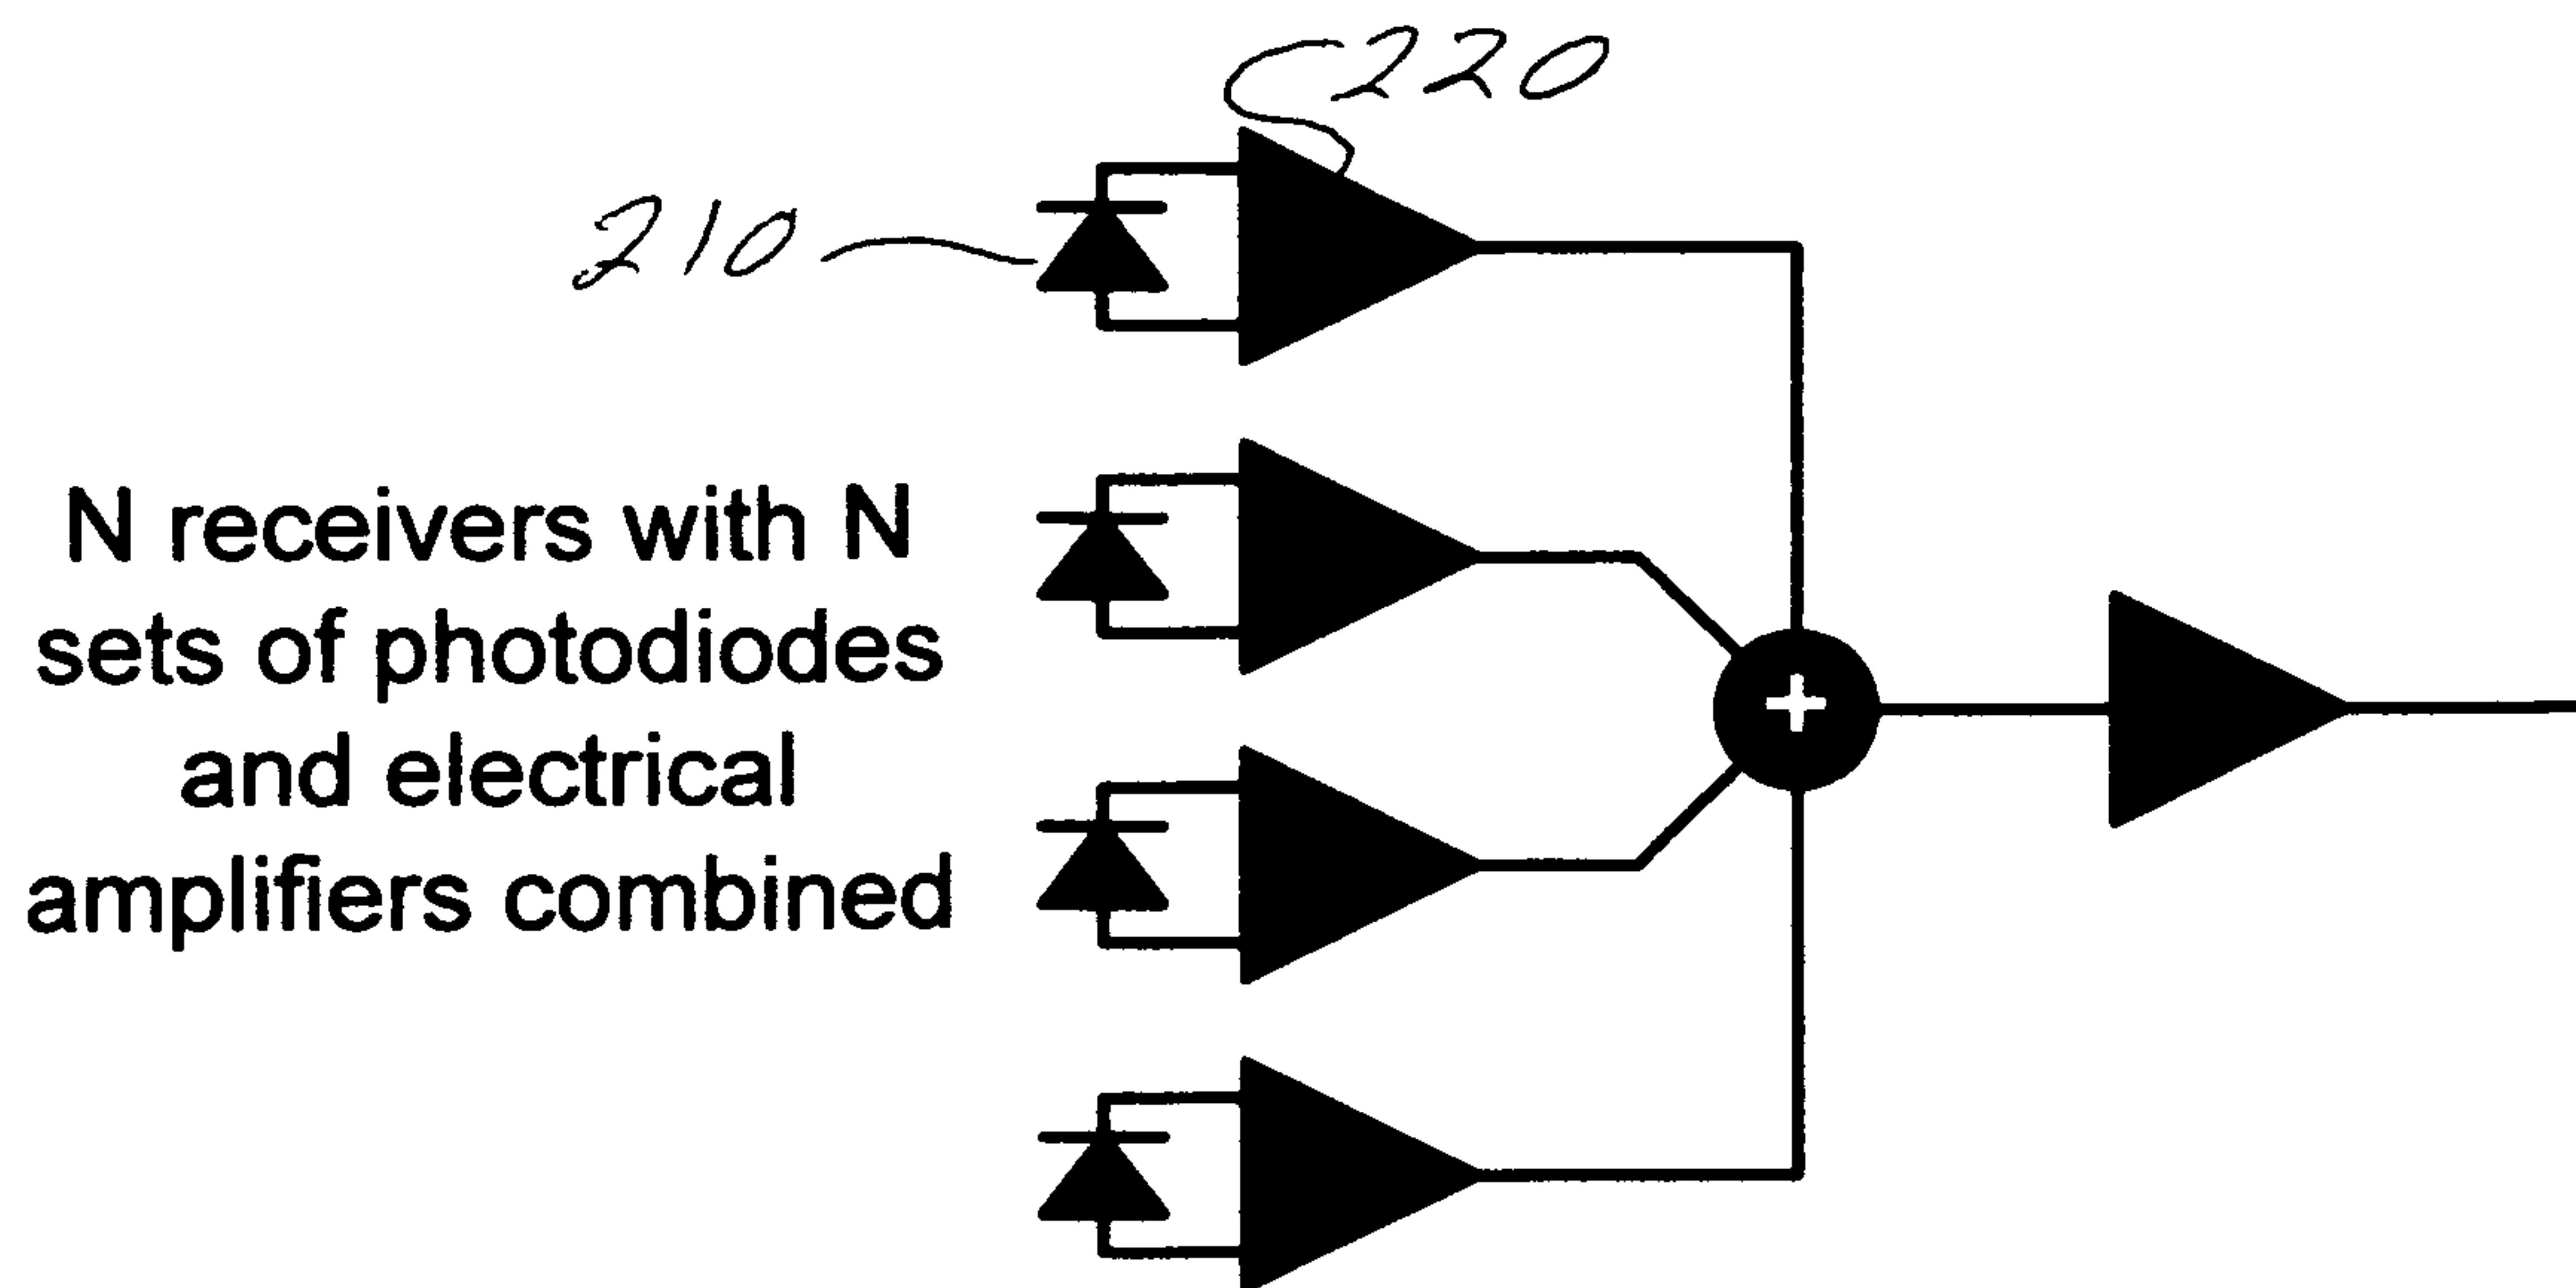 220
210
N receivers with N
sets of photodiodes
and electrical
amplifiers combined
+